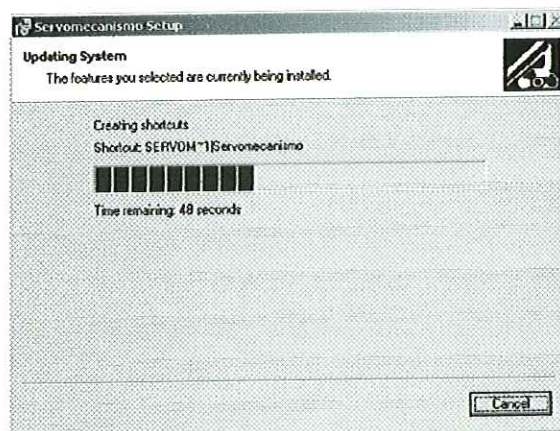 Servomecanismo Setup
Updating System
The features you selected are currently being installed.
Creating shortcuts
Shortcut: SERVOM~1|Servomecanismo
Time remaining: 48 seconds
Cancel